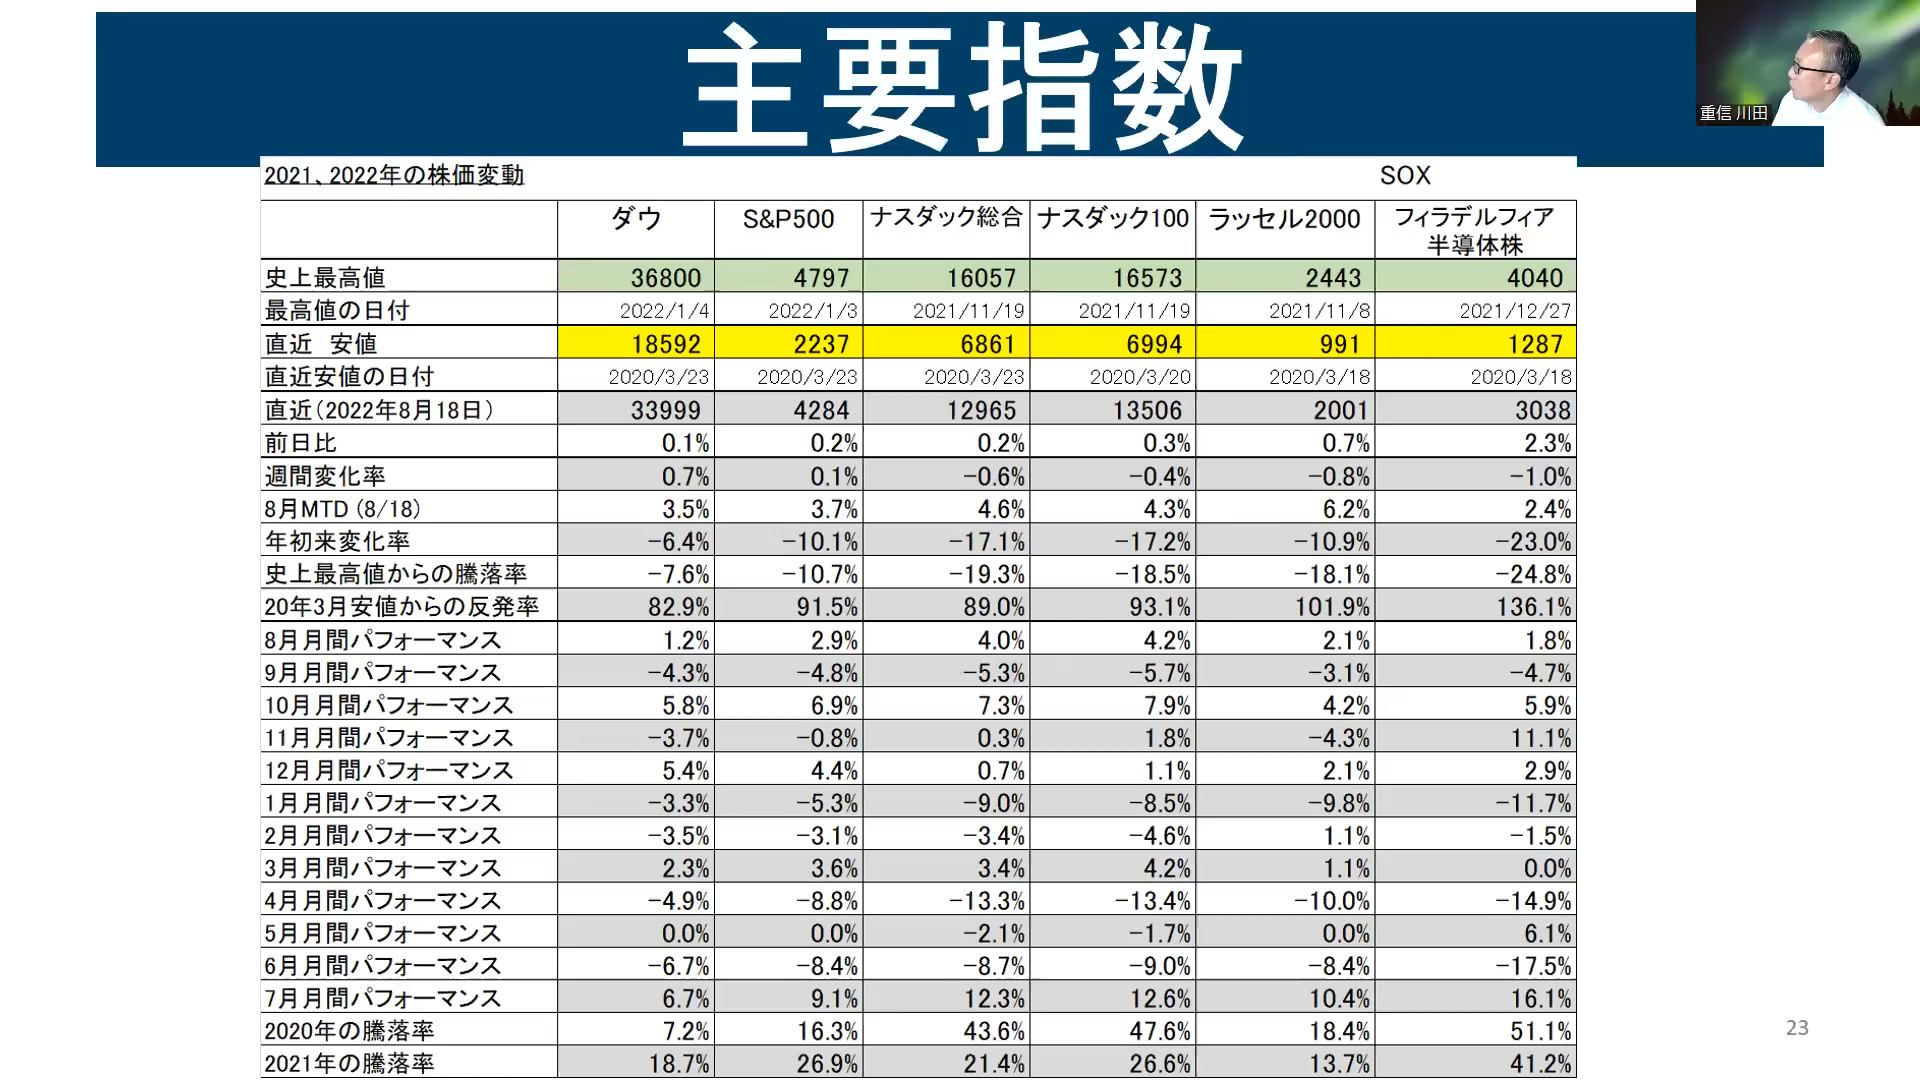 主要指数
重信 川田
2021、2022年の株価変動 SOX
ダウ S&P500 ナスダック総合 ナスダック100 ラッセル2000 フィラデルフィア
半導体株
史上最高値 36800 4797 16057 16573 2443 4040
最高値の日付 2022/1/4 2022/1/3 2021/11/19 2021/11/19 2021/11/8 2021/12/27
直近 安値 18592 2237 6861 6994 991 1287
直近安値の日付 2020/3/23 2020/3/23 2020/3/23 2020/3/20 2020/3/18 2020/3/18
直近(2022年8月18日) 33999 4284 12965 13506 2001 3038
前日比 0.1% 0.2% 0.2% 0.3% 0.7% 2.3%
週間変化率 0.7% 0.1% -0.6% -0.4% -0.8% -1.0%
8月MTD (8/18) 3.5% 3.7% 4.6% 4.3% 6.2% 2.4%
年初来変化率 -6.4% -10.1% -17.1% -17.2% -10.9% -23.0%
史上最高値からの騰落率 -7.6% -10.7% -19.3% -18.5% -18.1% -24.8%
20年3月安値からの反発率 82.9% 91.5% 89.0% 93.1% 101.9% 136.1%
8月月間パフォーマンス 1.2% 2.9% 4.0% 4.2% 2.1% 1.8%
9月月間パフォーマンス -4.3% -4.8% -5.3% -5.7% -3.1% -4.7%
10月月間パフォーマンス 5.8% 6.9% 7.3% 7.9% 4.2% 5.9%
11月月間パフォーマンス -3.7% -0.8% 0.3% 1.8% -4.3% 11.1%
12月月間パフォーマンス 5.4% 4.4% 0.7% 1.1% 2.1% 2.9%
1月月間パフォーマンス -3.3% -5.3% -9.0% -8.5% -9.8% -11.7%
2月月間パフォーマンス -3.5% -3.1% -3.4% -4.6% 1.1% -1.5%
3月月間パフォーマンス 2.3% 3.6% 3.4% 4.2% 1.1% 0.0%
4月月間パフォーマンス -4.9% -8.8% -13.3% -13.4% -10.0% -14.9%
5月月間パフォーマンス 0.0% 0.0% -2.1% -1.7% 0.0% 6.1%
6月月間パフォーマンス -6.7% -8.4% -8.7% -9.0% -8.4% -17.5%
7月月間パフォーマンス 6.7% 9.1% 12.3% 12.6% 10.4% 16.1%
2020年の騰落率 7.2% 16.3% 43.6% 47.6% 18.4% 51.1%
2021年の騰落率 18.7% 26.9% 21.4% 26.6% 13.7% 41.2%
23